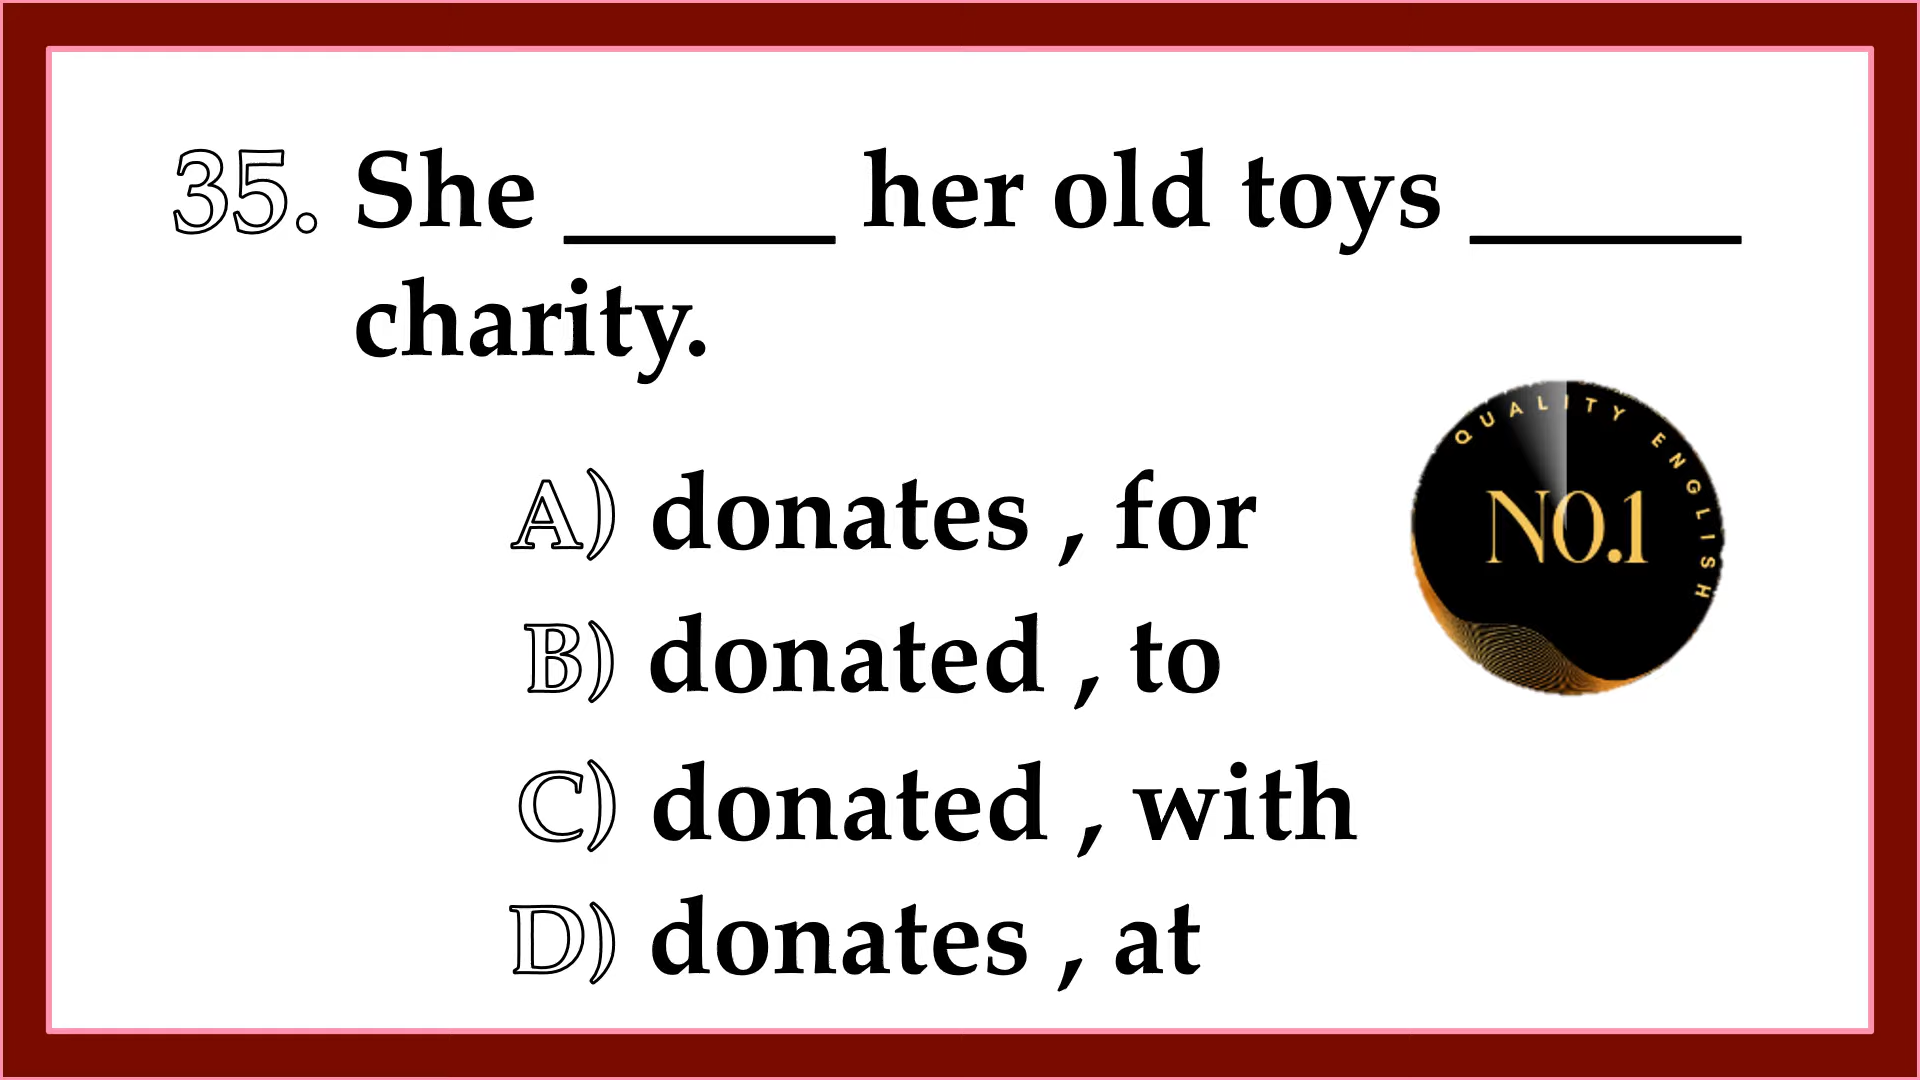 35. She _____ her old toys _____
charity.
A) donates , for
B) donated , to
C) donated , with
D) donates , at
QUALITY ENGLISH
NO.1